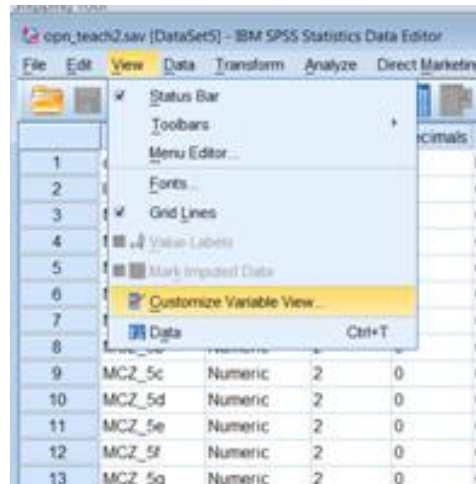 opn_teach2.sav [DataSet5] - IBM SPSS Statistics Data Editor
File Edit View Data Transform Analyze Direct Marketing
Status Bar
Toolbars
Menu Editor...
ecimals
Fonts...
Grid Lines
Value Labels
Mark Imputed Data
Customize Variable View...
Data Ctrl+T
1
2
3
4
5
6
7
8
9 MCZ_5c Numeric 2 0
10 MCZ_5d Numeric 2 0
11 MCZ_5e Numeric 2 0
12 MCZ_5f Numeric 2 0
13 MCZ_5g Numeric 2 0